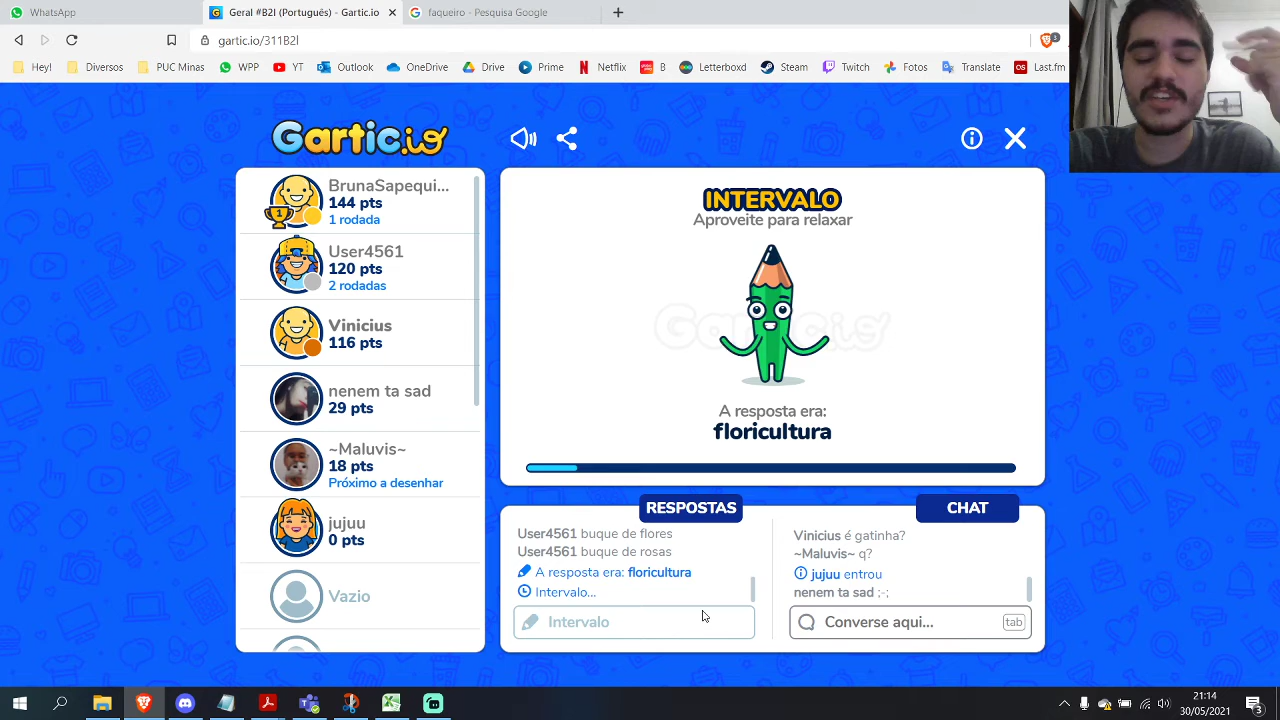 WhatsApp
Geral #B2I (Português) - Gartic.io
faqueiro - Pesquisa Google
gartic.io/311B2l
3
Hey!
Diversos
PUC Minas
WPP
YT
Outlook
OneDrive
Drive
Prime
Netflix
B
Letterboxd
Steam
Twitch
Fotos
Translate
Last.fm
Gartic.io
BrunaSapequi...
144 pts
1 rodada
User4561
120 pts
2 rodadas
Vinicius
116 pts
nenem ta sad
29 pts
~Maluvis~
18 pts
Próximo a desenhar
jujuu
0 pts
Vazio
INTERVALO
Aproveite para relaxar
Gartic.io
A resposta era:
floricultura
RESPOSTAS
User4561 buque de flores
User4561 buque de rosas
A resposta era: floricultura
Intervalo...
Intervalo
CHAT
Vinicius é gatinha?
~Maluvis~ q?
jujuu entrou
nenem ta sad ;-;
Converse aqui...
tab
21:14
30/05/2021
3